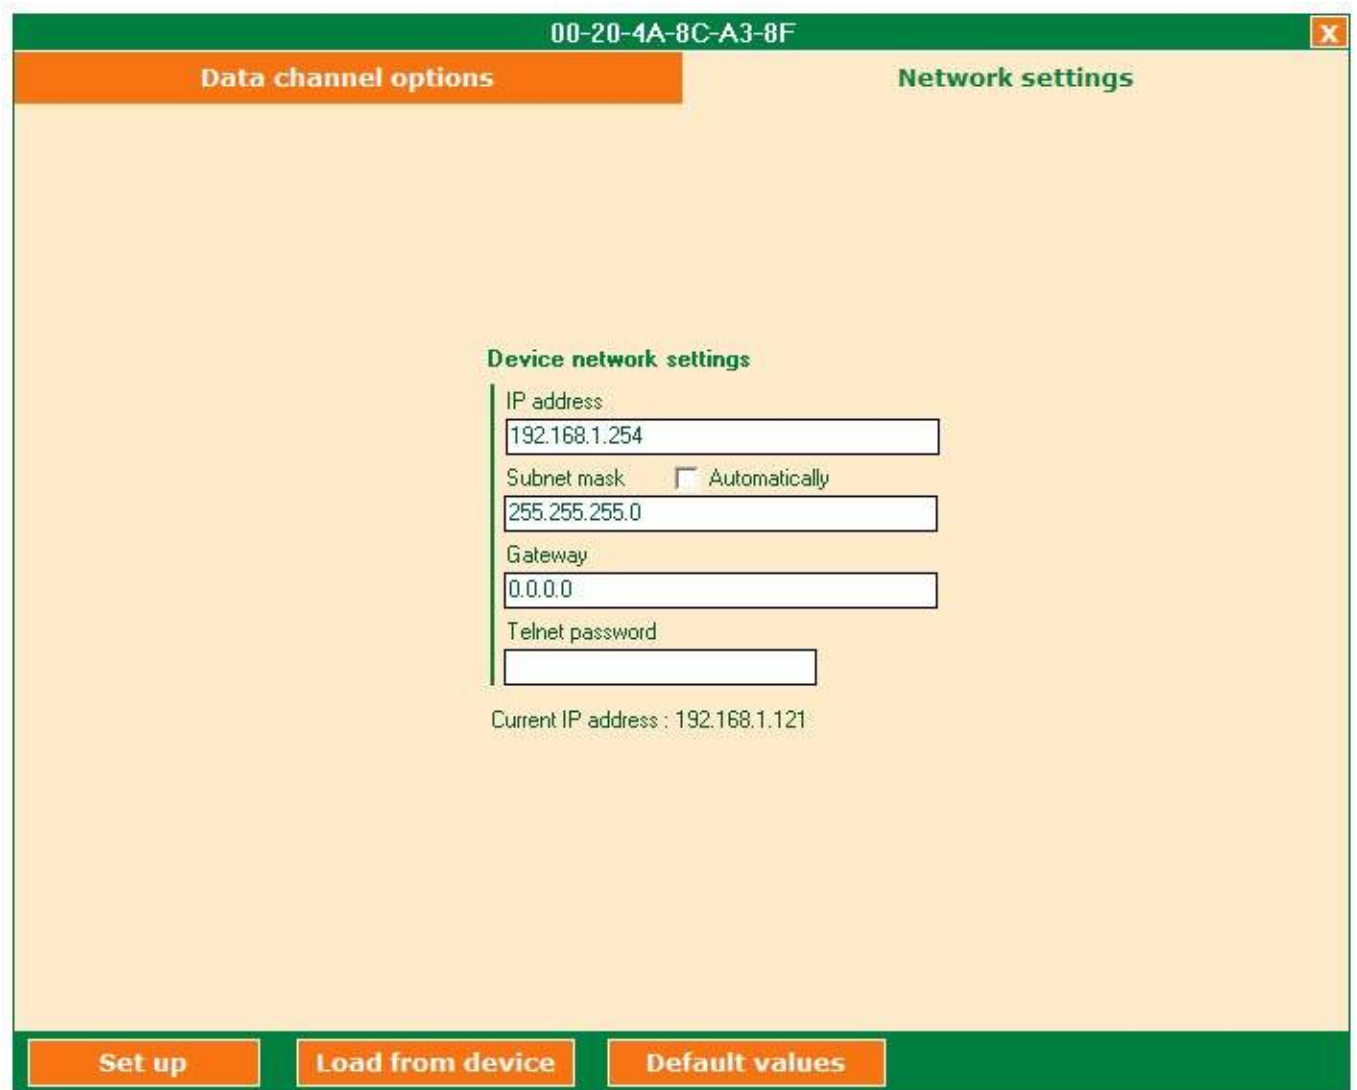 00-20-4A-8C-A3-8F X
Data channel options Network settings
Device network settings
IP address
192.168.1.254
Subnet mask Automatically
255.255.255.0
Gateway
0.0.0.0
Telnet password
Current IP address : 192.168.1.121
Set up Load from device Default values